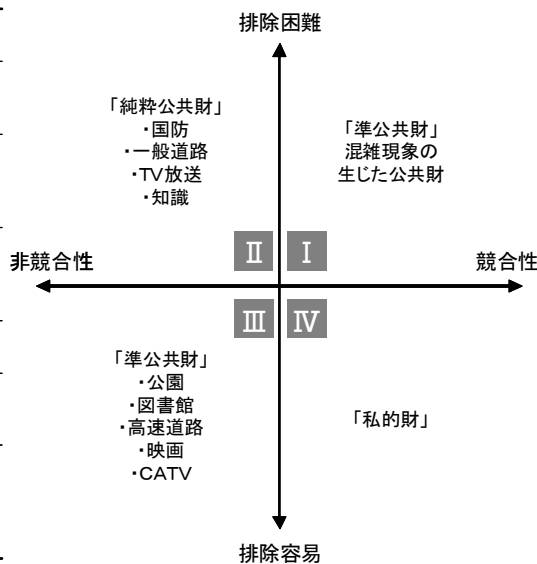 排除困難
「純粋公共財」
・国防
・一般道路
・TV放送
・知識
「準公共財」
混雑現象の
生じた公共財
非競合性
Ⅱ
Ⅰ
競合性
Ⅲ
Ⅳ
「準公共財」
・公園
・図書館
・高速道路
・映画
・CATV
「私的財」
排除容易